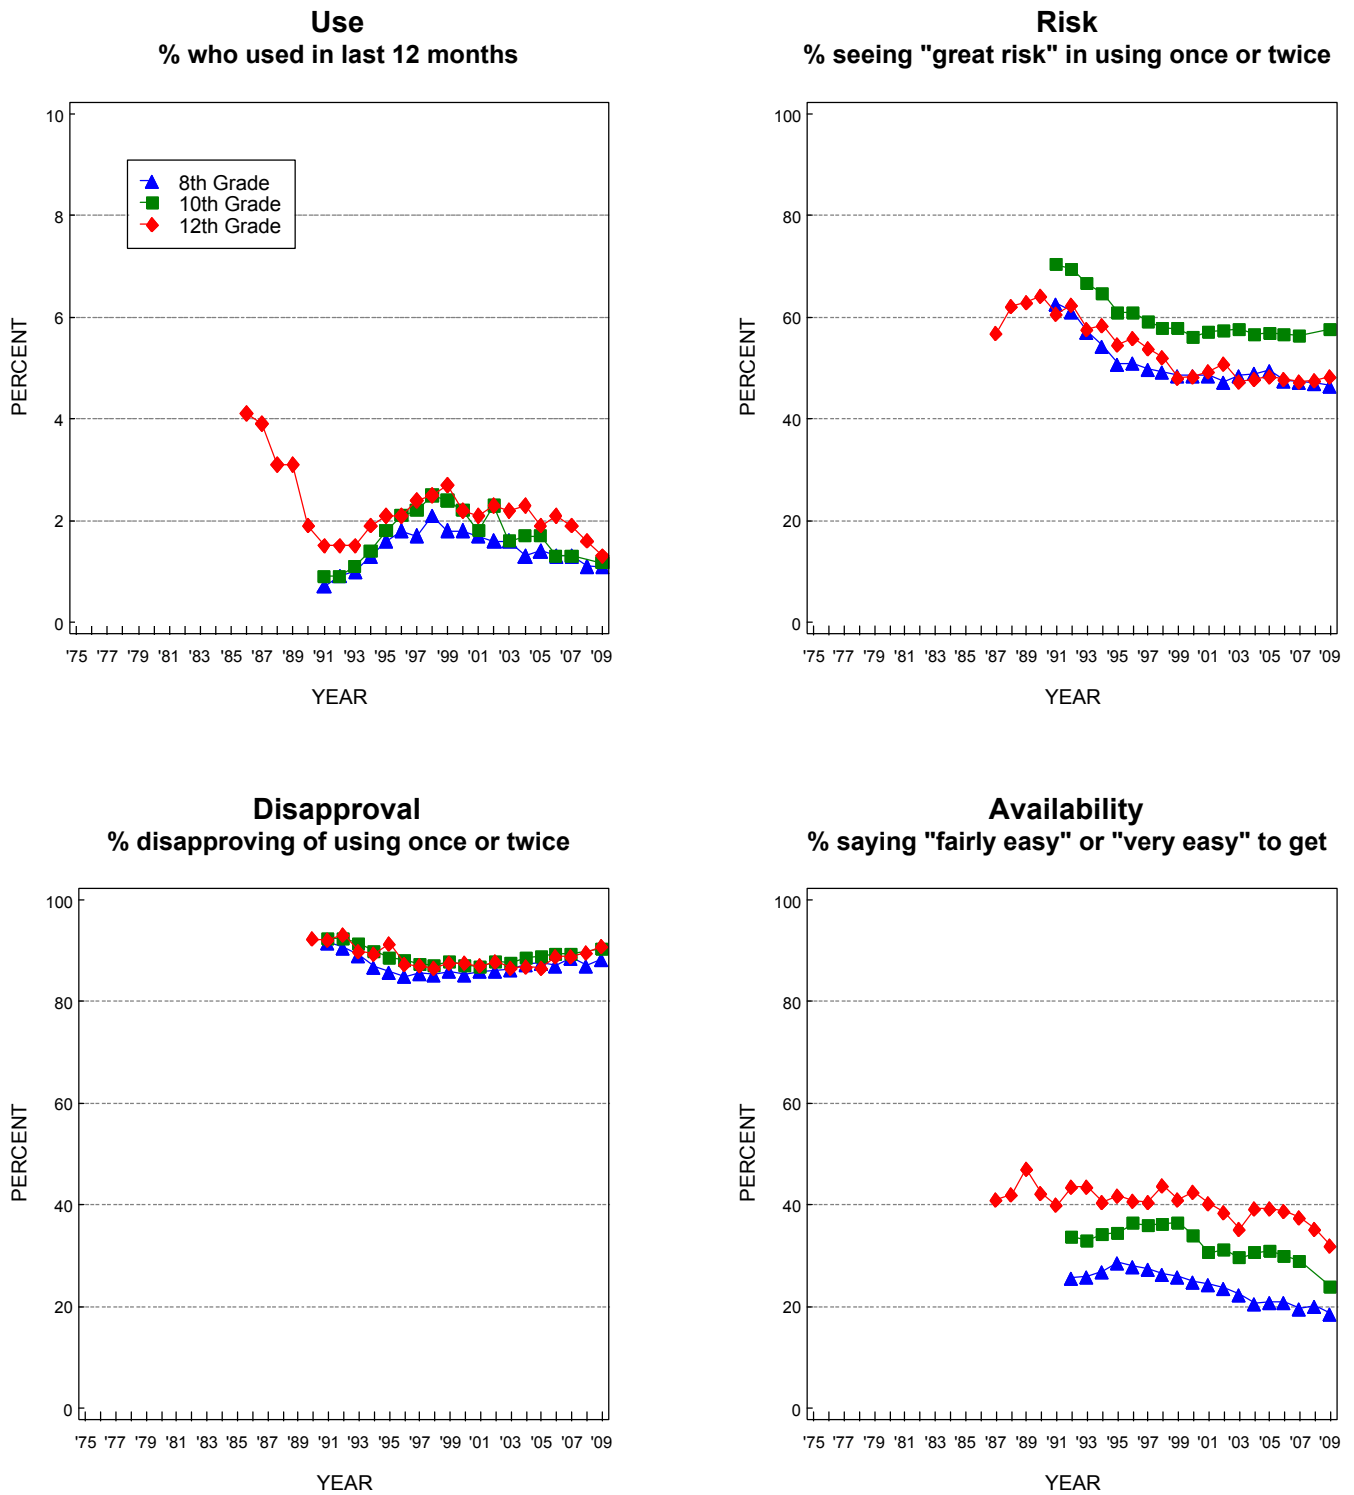 Use
% who used in last 12 months
10
8
6
4
2
0
PERCENT
8th Grade
10th Grade
12th Grade
'75 '77 '79 '81 '83 '85 '87 '89 '91 '93 '95 '97 '99 '01 '03 '05 '07 '09
YEAR
Risk
% seeing "great risk" in using once or twice
100
80
60
40
20
0
PERCENT
'75 '77 '79 '81 '83 '85 '87 '89 '91 '93 '95 '97 '99 '01 '03 '05 '07 '09
YEAR
Disapproval
% disapproving of using once or twice
100
80
60
40
20
0
PERCENT
'75 '77 '79 '81 '83 '85 '87 '89 '91 '93 '95 '97 '99 '01 '03 '05 '07 '09
YEAR
Availability
% saying "fairly easy" or "very easy" to get
100
80
60
40
20
0
PERCENT
'75 '77 '79 '81 '83 '85 '87 '89 '91 '93 '95 '97 '99 '01 '03 '05 '07 '09
YEAR